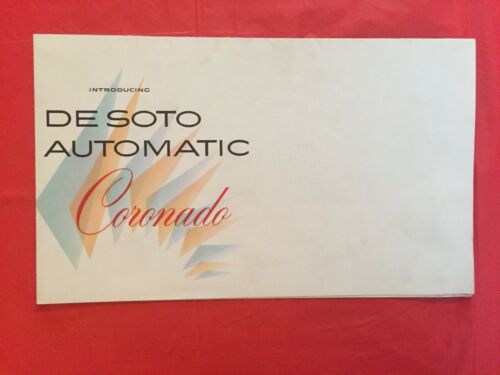 INTRODUCING
DE SOTO
AUTOMATIC
Coronado